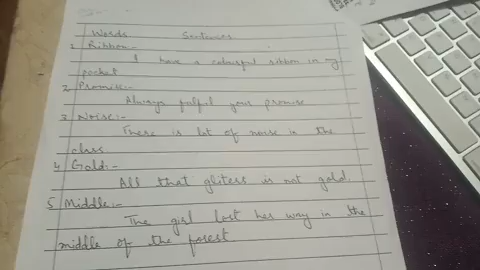 Words Sentences
1 Ribbon:-
I have a colourful ribbon in my
pocket
2 Promise:-
Always fulfil your promise
3 Noise:-
There is lot of noise in the
class.
4 Gold:-
All that gliters is not gold.
5 Middle:-
The girl lost her way in the
middle of the forest